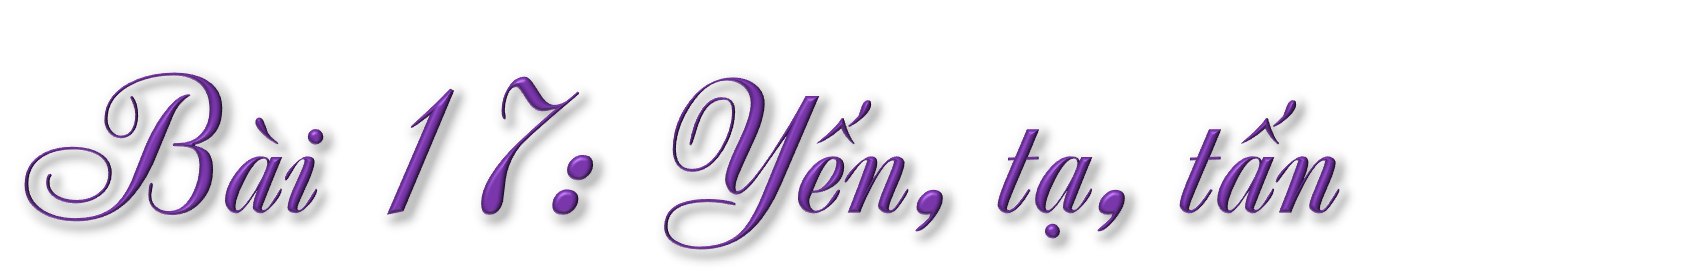 Bài 17: Yến, tạ, tấn